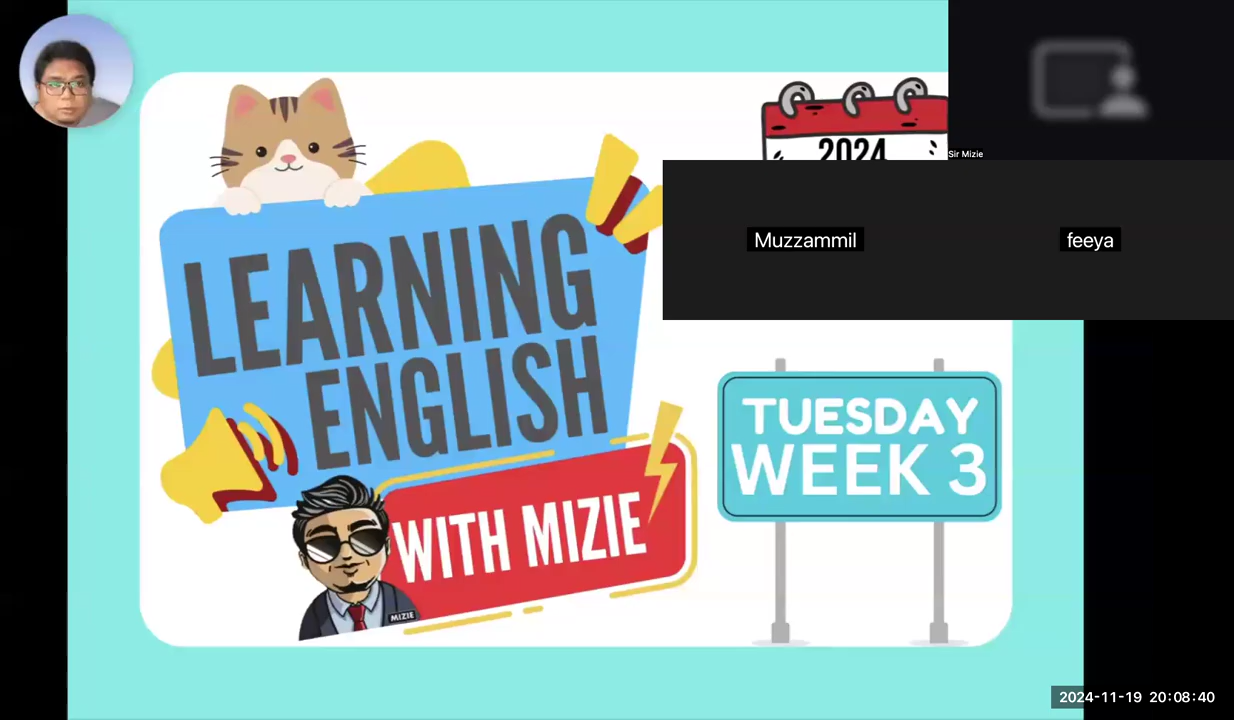 2024
Sir Mizie
Muzzammil
feeya
LEARNING
ENGLISH
WITH MIZIE
MIZIE
TUESDAY
WEEK 3
2024-11-19 20:08:40